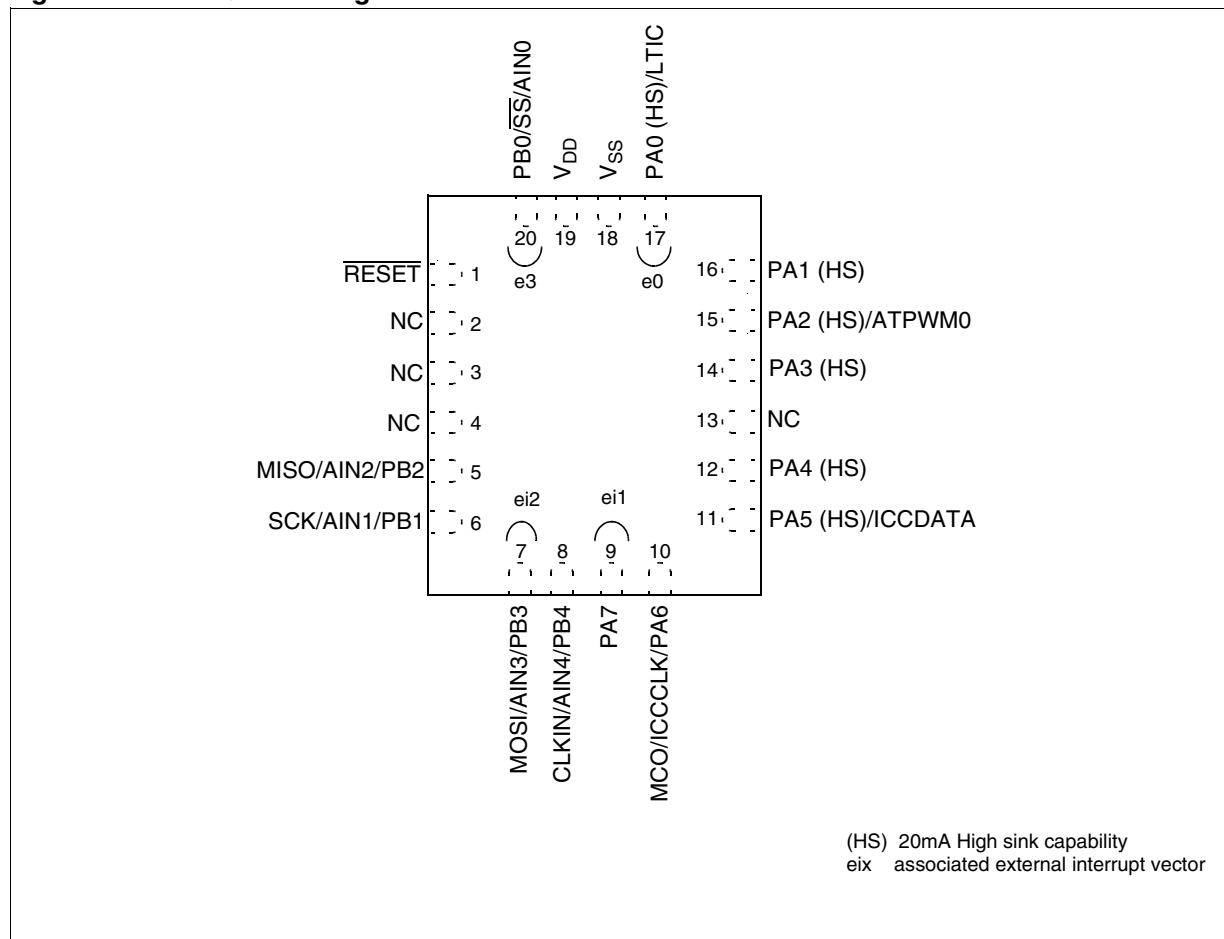 PB0/SS/AIN0
VDD
VSS
PA0 (HS)/LTIC
20
19
18
17
e3
e0
RESET
1
NC
2
NC
3
NC
4
MISO/AIN2/PB2
5
SCK/AIN1/PB1
6
16
PA1 (HS)
15
PA2 (HS)/ATPWM0
14
PA3 (HS)
13
NC
12
PA4 (HS)
11
PA5 (HS)/ICCDATA
ei2
ei1
7
8
9
10
MOSI/AIN3/PB3
CLKIN/AIN4/PB4
PA7
MCO/ICCCLK/PA6
(HS) 20mA High sink capability
eix associated external interrupt vector